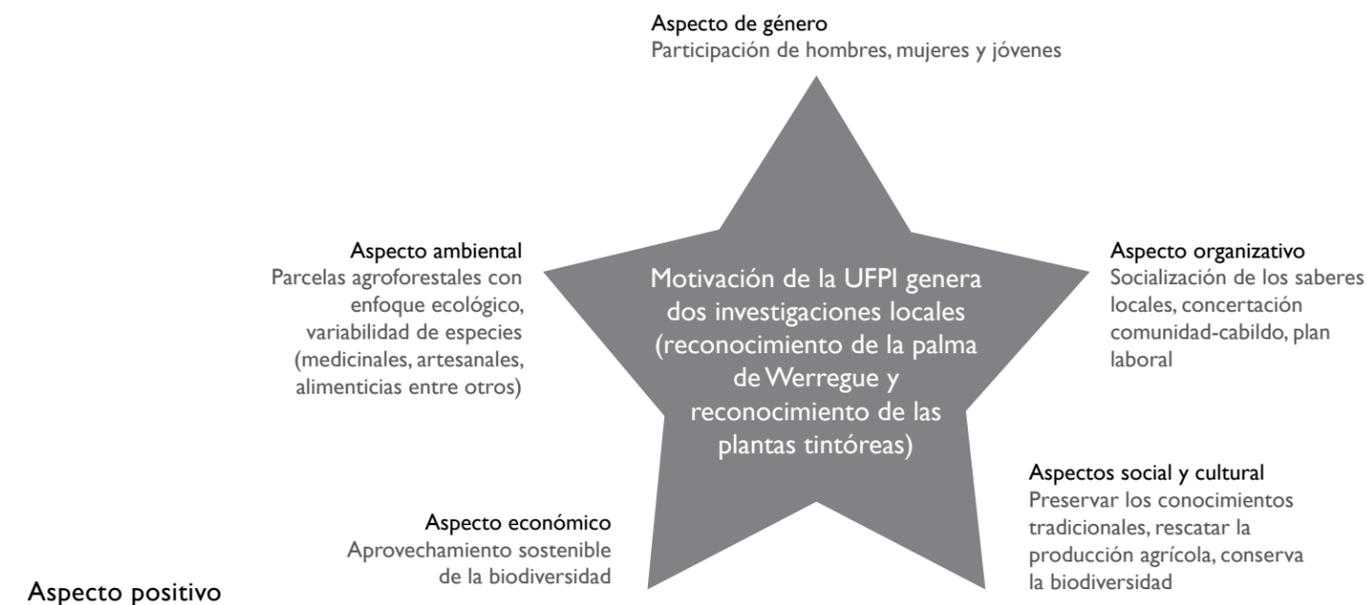 Aspecto de género
Participación de hombres, mujeres y jóvenes
Aspecto ambiental
Parcelas agroforestales con
enfoque ecológico,
variabilidad de especies
(medicinales, artesanales,
alimenticias entre otros)
Motivación de la UFPI genera
dos investigaciones locales
(reconocimiento de la palma
de Werregue y
reconocimiento de las
plantas tintóreas)
Aspecto organizativo
Socialización de los saberes
locales, concertación
comunidad-cabildo, plan
laboral
Aspecto económico
Aprovechamiento sostenible
de la biodiversidad
Aspectos social y cultural
Preservar los conocimientos
tradicionales, rescatar la
producción agrícola, conserva
la biodiversidad
Aspecto positivo